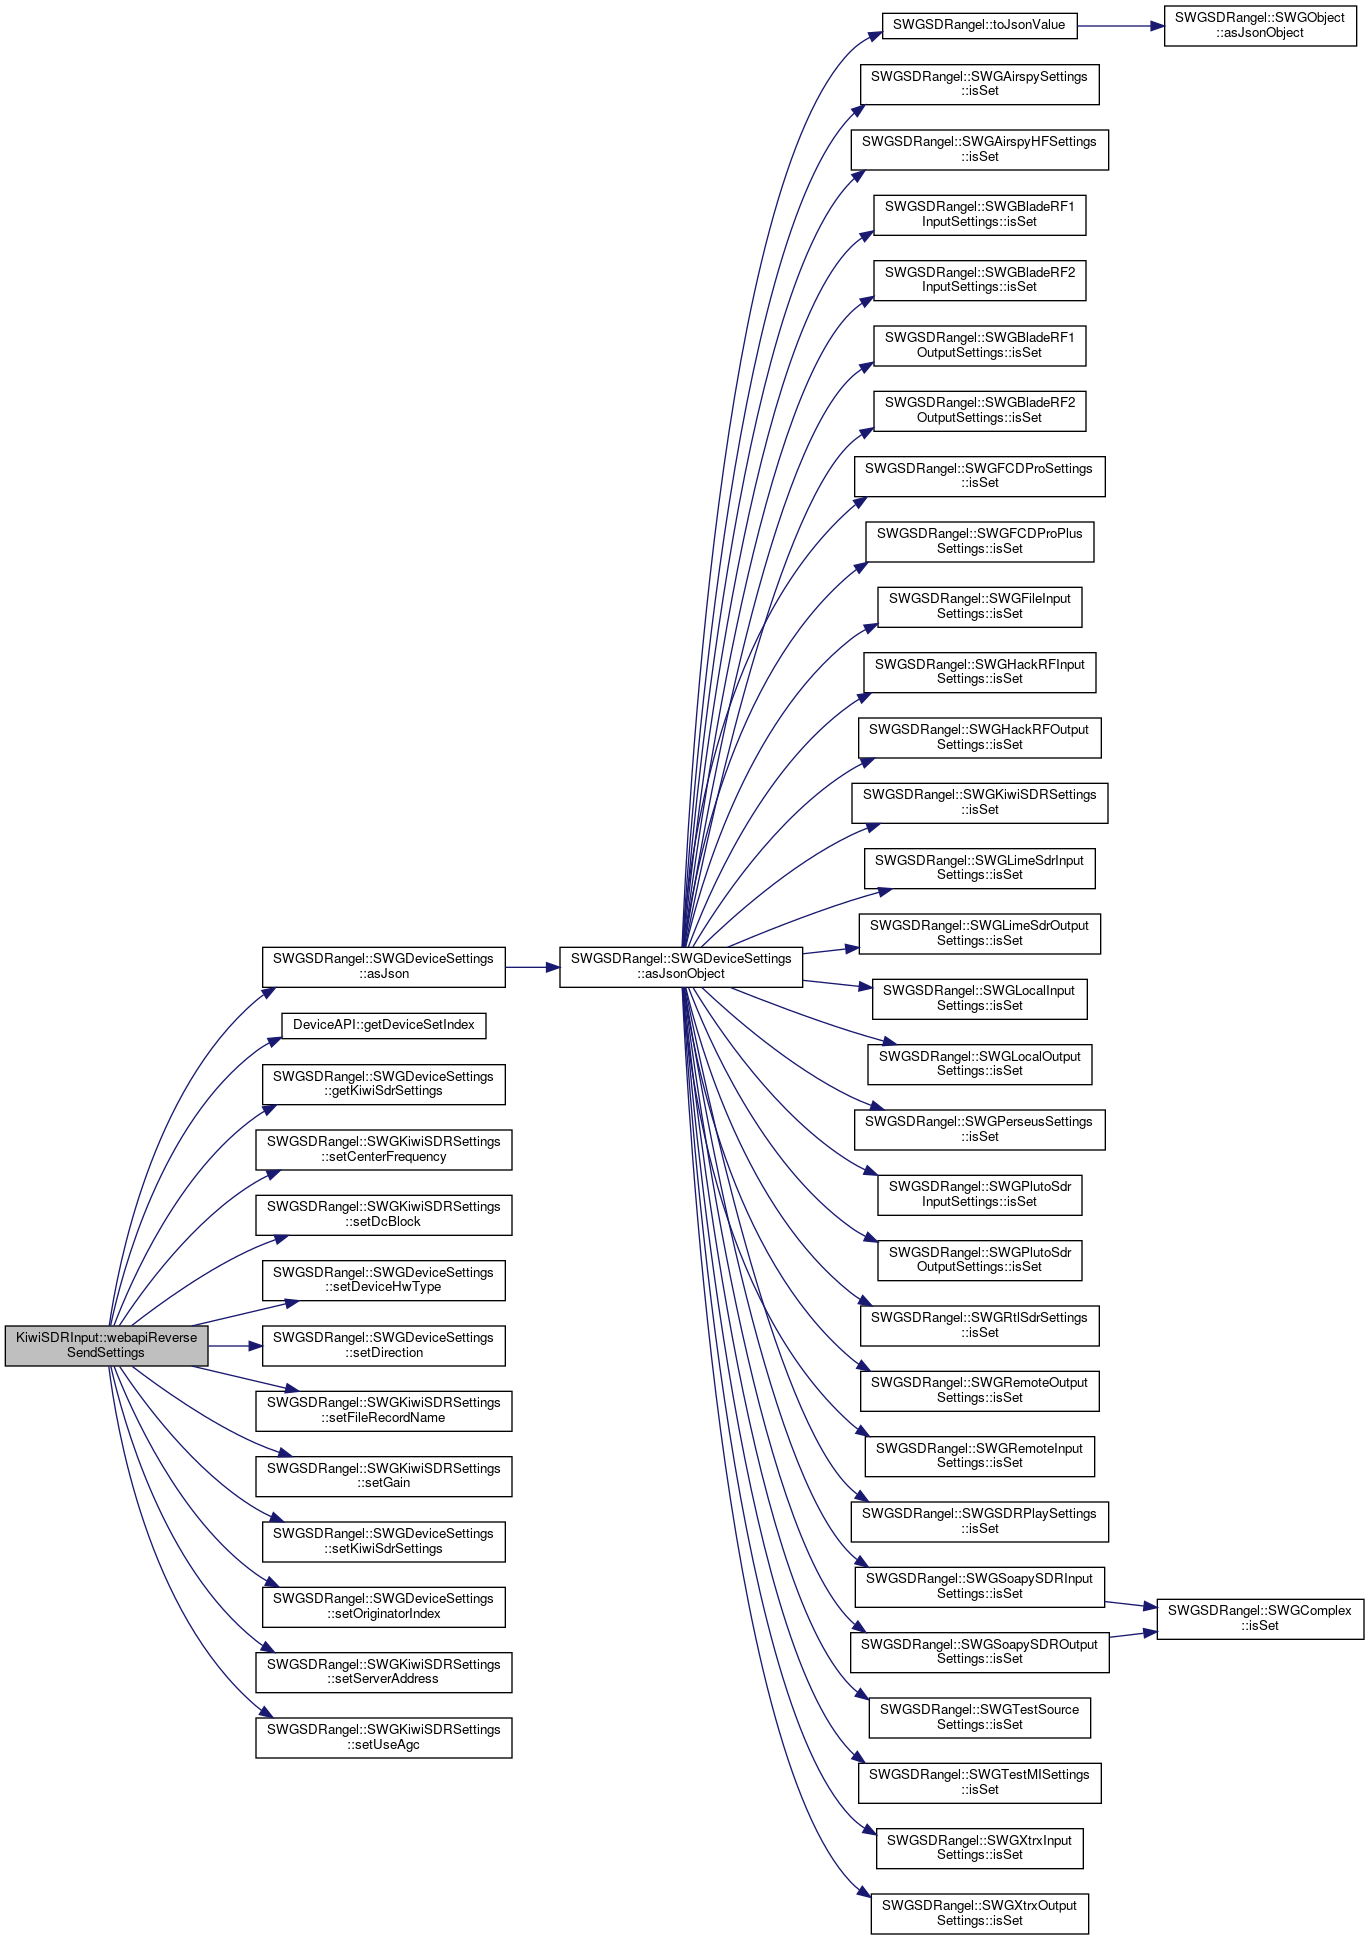 KiwiSDRInput::webapiReverse
SendSettings
SWGSDRangel::SWGDeviceSettings
::asJson
DeviceAPI::getDeviceSetIndex
SWGSDRangel::SWGDeviceSettings
::getKiwiSdrSettings
SWGSDRangel::SWGKiwiSDRSettings
::setCenterFrequency
SWGSDRangel::SWGKiwiSDRSettings
::setDcBlock
SWGSDRangel::SWGDeviceSettings
::setDeviceHwType
SWGSDRangel::SWGDeviceSettings
::setDirection
SWGSDRangel::SWGKiwiSDRSettings
::setFileRecordName
SWGSDRangel::SWGKiwiSDRSettings
::setGain
SWGSDRangel::SWGDeviceSettings
::setKiwiSdrSettings
SWGSDRangel::SWGDeviceSettings
::setOriginatorIndex
SWGSDRangel::SWGKiwiSDRSettings
::setServerAddress
SWGSDRangel::SWGKiwiSDRSettings
::setUseAgc
SWGSDRangel::SWGDeviceSettings
::asJsonObject
SWGSDRangel::toJsonValue
SWGSDRangel::SWGAirspySettings
::isSet
SWGSDRangel::SWGAirspyHFSettings
::isSet
SWGSDRangel::SWGBladeRF1
InputSettings::isSet
SWGSDRangel::SWGBladeRF2
InputSettings::isSet
SWGSDRangel::SWGBladeRF1
OutputSettings::isSet
SWGSDRangel::SWGBladeRF2
OutputSettings::isSet
SWGSDRangel::SWGFCDProSettings
::isSet
SWGSDRangel::SWGFCDProPlus
Settings::isSet
SWGSDRangel::SWGFileInput
Settings::isSet
SWGSDRangel::SWGHackRFInput
Settings::isSet
SWGSDRangel::SWGHackRFOutput
Settings::isSet
SWGSDRangel::SWGKiwiSDRSettings
::isSet
SWGSDRangel::SWGLimeSdrInput
Settings::isSet
SWGSDRangel::SWGLimeSdrOutput
Settings::isSet
SWGSDRangel::SWGLocalInput
Settings::isSet
SWGSDRangel::SWGLocalOutput
Settings::isSet
SWGSDRangel::SWGPerseusSettings
::isSet
SWGSDRangel::SWGPlutoSdr
InputSettings::isSet
SWGSDRangel::SWGPlutoSdr
OutputSettings::isSet
SWGSDRangel::SWGRtlSdrSettings
::isSet
SWGSDRangel::SWGRemoteOutput
Settings::isSet
SWGSDRangel::SWGRemoteInput
Settings::isSet
SWGSDRangel::SWGSDRPlaySettings
::isSet
SWGSDRangel::SWGSoapySDRInput
Settings::isSet
SWGSDRangel::SWGSoapySDROutput
Settings::isSet
SWGSDRangel::SWGTestSource
Settings::isSet
SWGSDRangel::SWGTestMISettings
::isSet
SWGSDRangel::SWGXtrxInput
Settings::isSet
SWGSDRangel::SWGXtrxOutput
Settings::isSet
SWGSDRangel::SWGObject
::asJsonObject
SWGSDRangel::SWGComplex
::isSet